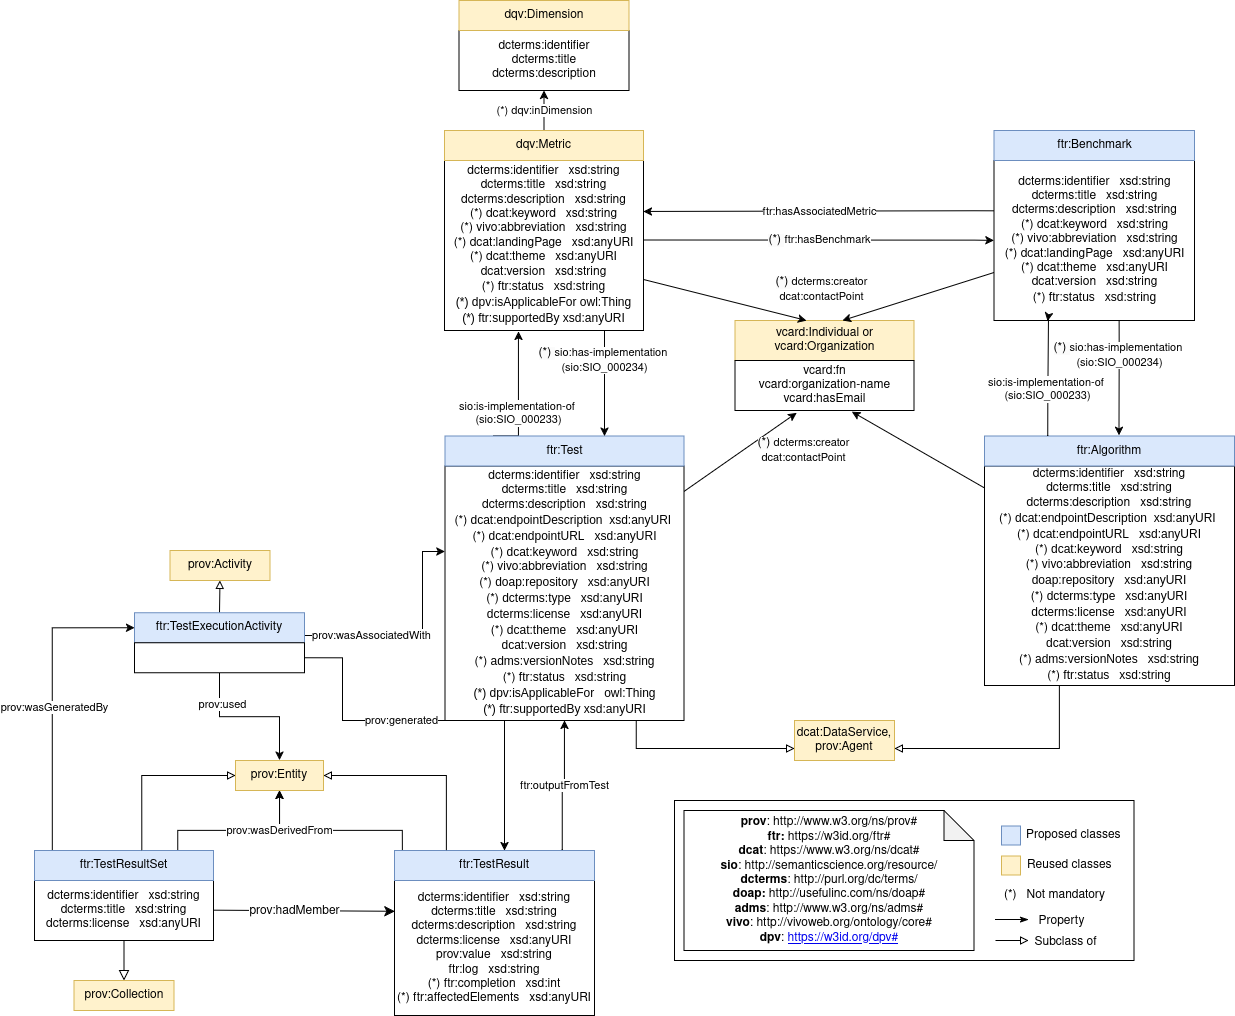 dqv:Dimension
dcterms:identifier
dcterms:title
dcterms:description
(*) dqv:inDimension
dqv:Metric
dcterms:identifier   xsd:string
dcterms:title   xsd:string
dcterms:description   xsd:string
(*) dcat:keyword   xsd:string
(*) vivo:abbreviation   xsd:string
(*) dcat:landingPage   xsd:anyURI
(*) dcat:theme   xsd:anyURI
dcat:version   xsd:string
(*) ftr:status   xsd:string
(*) dpv:isApplicableFor owl:Thing
(*) ftr:supportedBy xsd:anyURI
ftr:hasAssociatedMetric
(*) ftr:hasBenchmark
ftr:Benchmark
dcterms:identifier   xsd:string
dcterms:title   xsd:string
dcterms:description   xsd:string
(*) dcat:keyword   xsd:string
(*) vivo:abbreviation   xsd:string
(*) dcat:landingPage   xsd:anyURI
(*) dcat:theme   xsd:anyURI
dcat:version   xsd:string
(*) ftr:status   xsd:string
(*) dcterms:creator
dcat:contactPoint
vcard:Individual or
vcard:Organization
vcard:fn
vcard:organization-name
vcard:hasEmail
(*) sio:has-implementation
(sio:SIO_000234)
sio:is-implementation-of
(sio:SIO_000233)
(*) sio:has-implementation
(sio:SIO_000234)
sio:is-implementation-of
(sio:SIO_000233)
(*) dcterms:creator
dcat:contactPoint
ftr:Test
dcterms:identifier   xsd:string
dcterms:title   xsd:string
dcterms:description   xsd:string
(*) dcat:endpointDescription  xsd:anyURI
(*) dcat:endpointURL   xsd:anyURI
(*) dcat:keyword   xsd:string
(*) vivo:abbreviation   xsd:string
(*) doap:repository   xsd:anyURI
(*) dcterms:type   xsd:anyURI
dcterms:license   xsd:anyURI
(*) dcat:theme   xsd:anyURI
dcat:version   xsd:string
(*) adms:versionNotes   xsd:string
(*) ftr:status   xsd:string
(*) dpv:isApplicableFor   owl:Thing
(*) ftr:supportedBy xsd:anyURI
ftr:Algorithm
dcterms:identifier   xsd:string
dcterms:title   xsd:string
dcterms:description   xsd:string
(*) dcat:endpointDescription  xsd:anyURI
(*) dcat:endpointURL   xsd:anyURI
(*) dcat:keyword   xsd:string
(*) vivo:abbreviation   xsd:string
doap:repository   xsd:anyURI
(*) dcterms:type   xsd:anyURI
dcterms:license   xsd:anyURI
(*) dcat:theme   xsd:anyURI
dcat:version   xsd:string
(*) adms:versionNotes   xsd:string
(*) ftr:status   xsd:string
prov:Activity
ftr:TestExecutionActivity
prov:wasAssociatedWith
prov:generated
prov:used
prov:wasGeneratedBy
dcat:DataService,
prov:Agent
prov:Entity
ftr:outputFromTest
prov:wasDerivedFrom
ftr:TestResultSet
dcterms:identifier   xsd:string
dcterms:title   xsd:string
dcterms:license   xsd:anyURI
prov:hadMember
prov:Collection
ftr:TestResult
dcterms:identifier   xsd:string
dcterms:title   xsd:string
dcterms:description   xsd:string
dcterms:license   xsd:anyURI
prov:value   xsd:string
ftr:log   xsd:string
(*) ftr:completion   xsd:int
(*) ftr:affectedElements   xsd:anyURI
prov: http://www.w3.org/ns/prov#
ftr: https://w3id.org/ftr#
dcat: https://www.w3.org/ns/dcat#
sio: http://semanticscience.org/resource/
dcterms: http://purl.org/dc/terms/
doap: http://usefulinc.com/ns/doap#
adms: http://www.w3.org/ns/adms#
vivo: http://vivoweb.org/ontology/core#
dpv: https://w3id.org/dpv#
Proposed classes
Reused classes
(*)   Not mandatory
Property
Subclass of